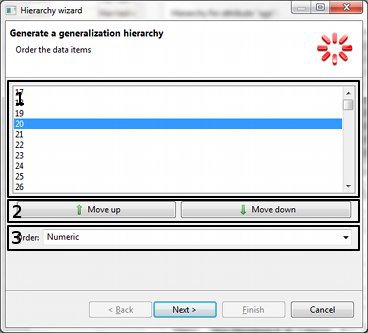 Hierarchy wizard
Generate a generalization hierarchy
Order the data items
17
1
19
20
21
22
23
24
25
26
2 Move up Move down
3 Order: Numeric
< Back Next > Finish Cancel